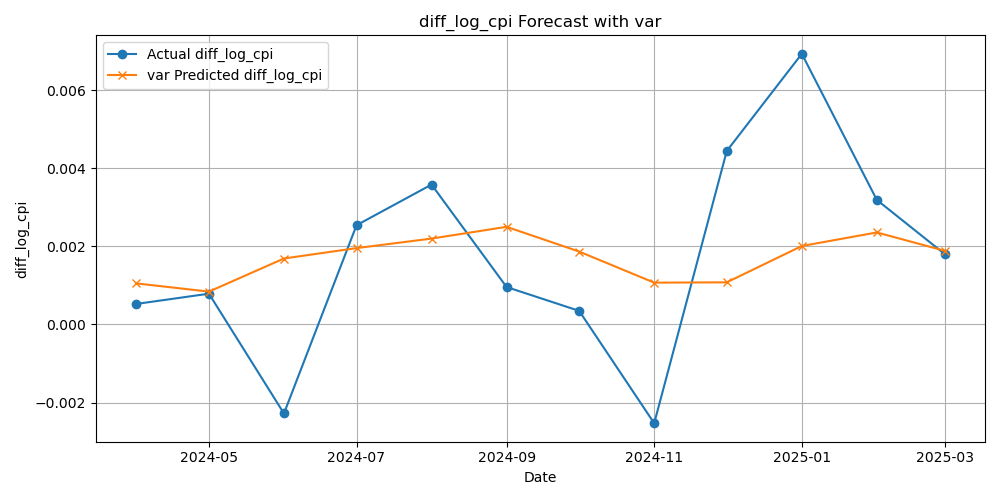 diff_log_cpi Forecast with var
Actual diff_log_cpi
var Predicted diff_log_cpi
0.006
0.004
0.002
0.000
−0.002
diff_log_cpi
2024-05 2024-07 2024-09 2024-11 2025-01 2025-03
Date